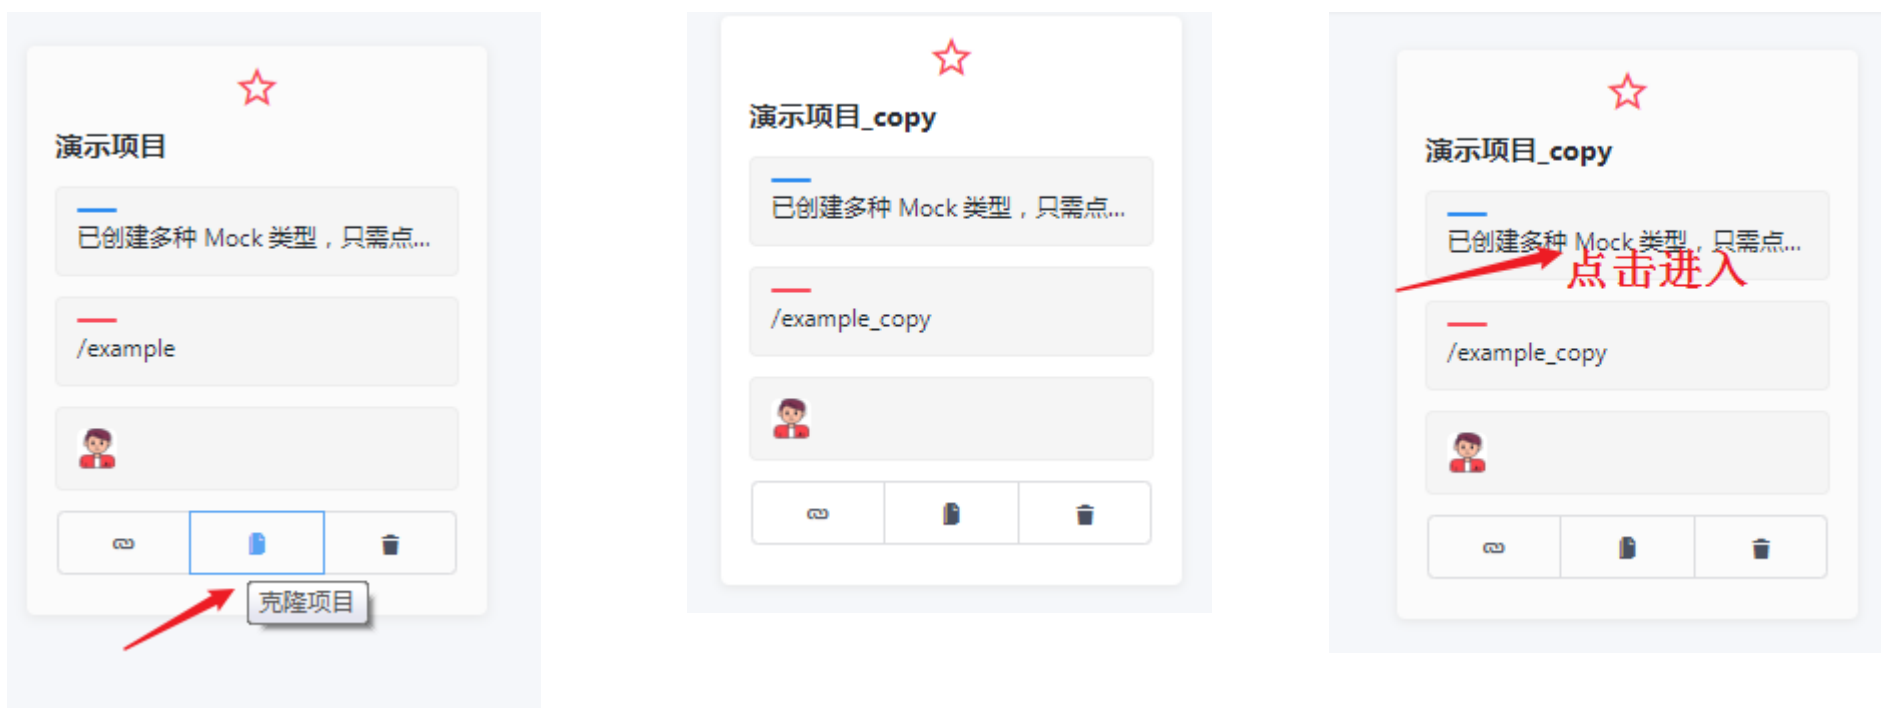 演示项目
已创建多种 Mock 类型，只需点...
/example
克隆项目
演示项目_copy
已创建多种 Mock 类型，只需点...
/example_copy
演示项目_copy
已创建多种 Mock 类型，只需点...
点击进入
/example_copy